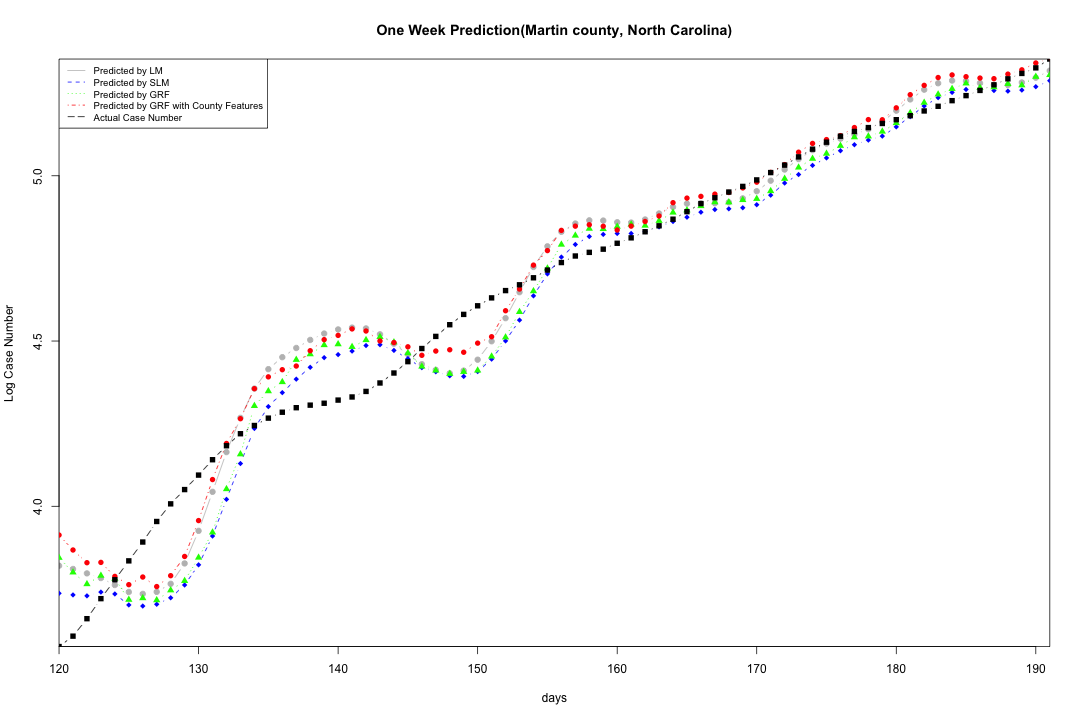 One Week Prediction(Martin county, North Carolina)
Predicted by LM
Predicted by SLM
Predicted by GRF
Predicted by GRF with County Features
Actual Case Number
5.0
4.5
4.0
Log Case Number
120 130 140 150 160 170 180 190
days